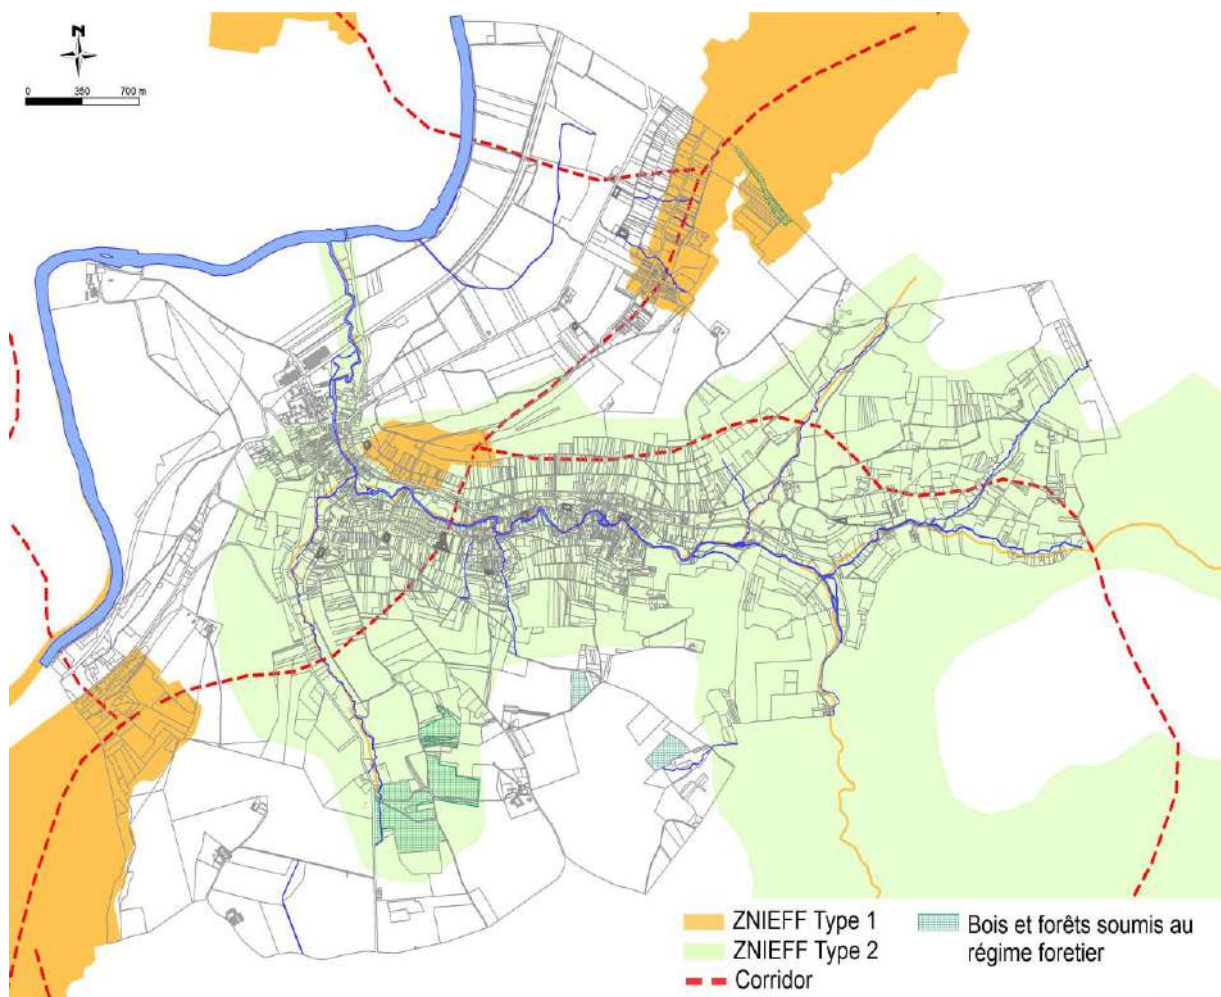 N
0 350 700 m
ZNIEFF Type 1
ZNIEFF Type 2
Corridor
Bois et forêts soumis au
régime foretier